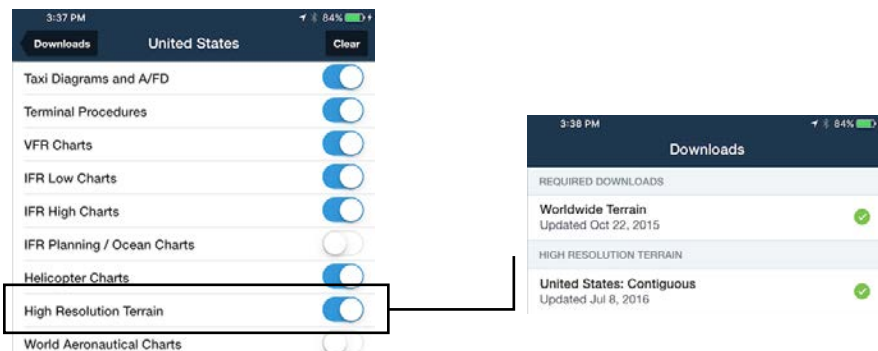 3:37 PM
84%
Downloads
United States
Clear
Taxi Diagrams and A/FD
Terminal Procedures
VFR Charts
IFR Low Charts
IFR High Charts
IFR Planning / Ocean Charts
Helicopter Charts
High Resolution Terrain
World Aeronautical Charts
3:38 PM
84%
Downloads
REQUIRED DOWNLOADS
Worldwide Terrain
Updated Oct 22, 2015
HIGH RESOLUTION TERRAIN
United States: Contiguous
Updated Jul 8, 2016